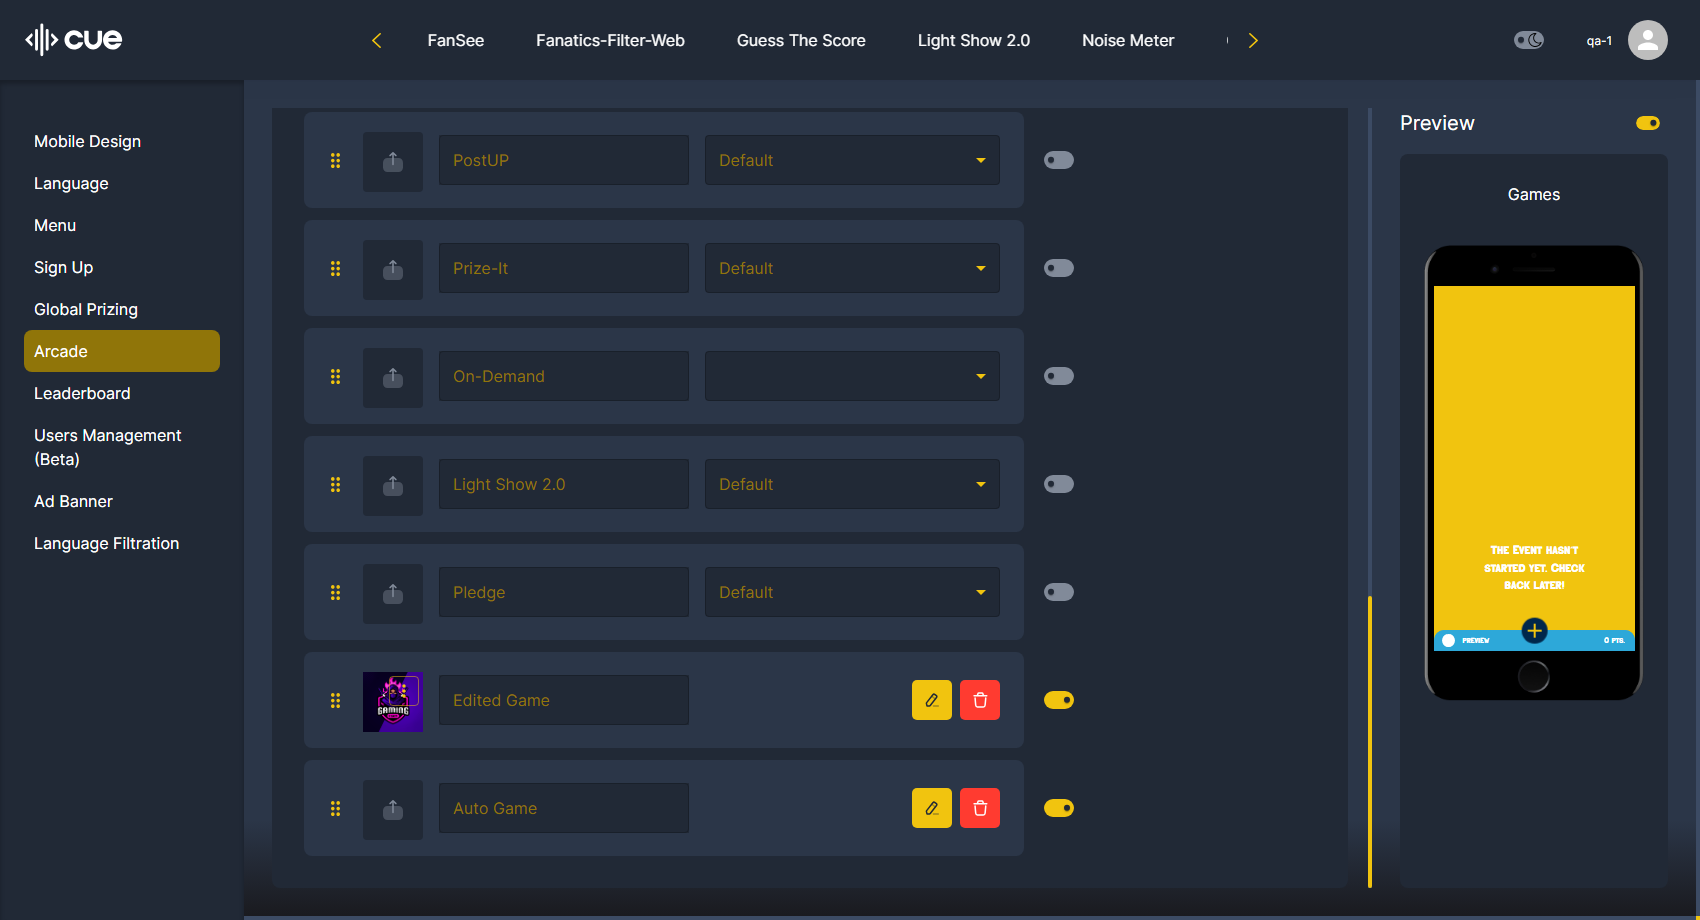 cue
FanSee
Fanatics-Filter-Web
Guess The Score
Light Show 2.0
Noise Meter
qa-1
Mobile Design
Language
Menu
Sign Up
Global Prizing
Arcade
Leaderboard
Users Management
(Beta)
Ad Banner
Language Filtration
PostUP
Default
Prize-It
Default
On-Demand
Light Show 2.0
Default
Pledge
Default
GAMING
Edited Game
Auto Game
Preview
Games
The Event hasn't
started yet. Check
back later!
PREVIEW
0 PTS.